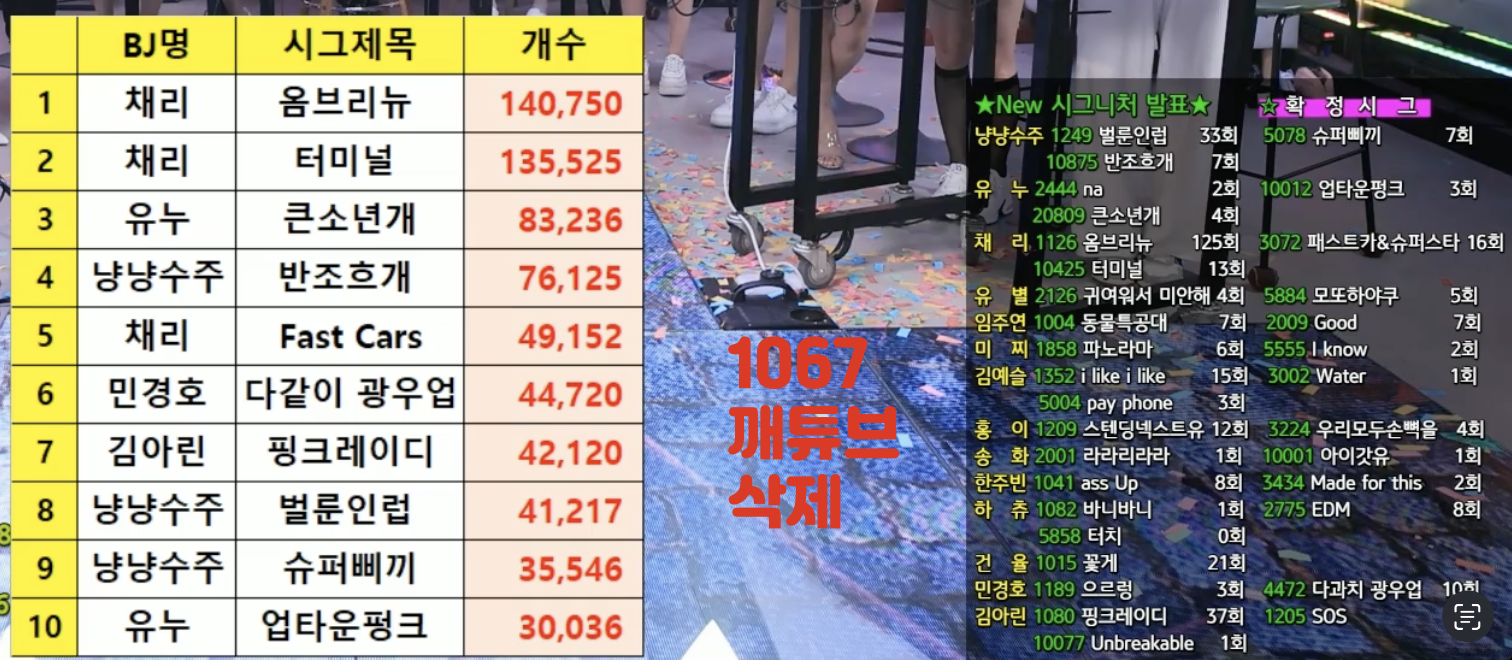 BJ명 시그제목 개수
1 채리 옴브리뉴 140,750
2 채리 터미널 135,525
3 유누 큰소년개 83,236
4 냥냥수주 반조흐개 76,125
5 채리 Fast Cars 49,152
6 민경호 다같이 광우업 44,720
7 김아린 핑크레이디 42,120
8 냥냥수주 벌룬인럽 41,217
9 냥냥수주 슈퍼삐끼 35,546
10 유누 업타운펑크 30,036
1067
깨튜브
삭제
★New 시그니처 발표★ ☆확 정 시 그
냥냥수주 1249 벌룬인럽 33회 5078 슈퍼삐끼 7회
10875 반조흐개 7회
유 누 2444 na 2회 10012 업타운펑크 3회
20809 큰소년개 4회
채 리 1126 옴브리뉴 125회 3072 패스트카&슈퍼스타 16회
10425 터미널 13회
유 별 2126 귀여워서 미안해 4회 5884 모또하야쿠 5회
임주연 1004 동물특공대 7회 2009 Good 7회
미 찌 1858 파노라마 6회 5555 I know 2회
김예슬 1352 i like i like 15회 3002 Water 1회
5004 pay phone 3회
홍 이 1209 스텐딩넥스트유 12회 3224 우리모두손뼉을 4회
송 화 2001 라라리라라 1회 10001 아이갓유 1회
한주빈 1041 ass Up 8회 3434 Made for this 2회
하 츄 1082 바니바니 1회 2775 EDM 8회
5858 터치 0회
건 율 1015 꽃게 21회
민경호 1189 으르렁 3회 4472 다과치 광우업 10회
김아린 1080 핑크레이디 37회 1205 SOS
10077 Unbreakable 1회
8
6